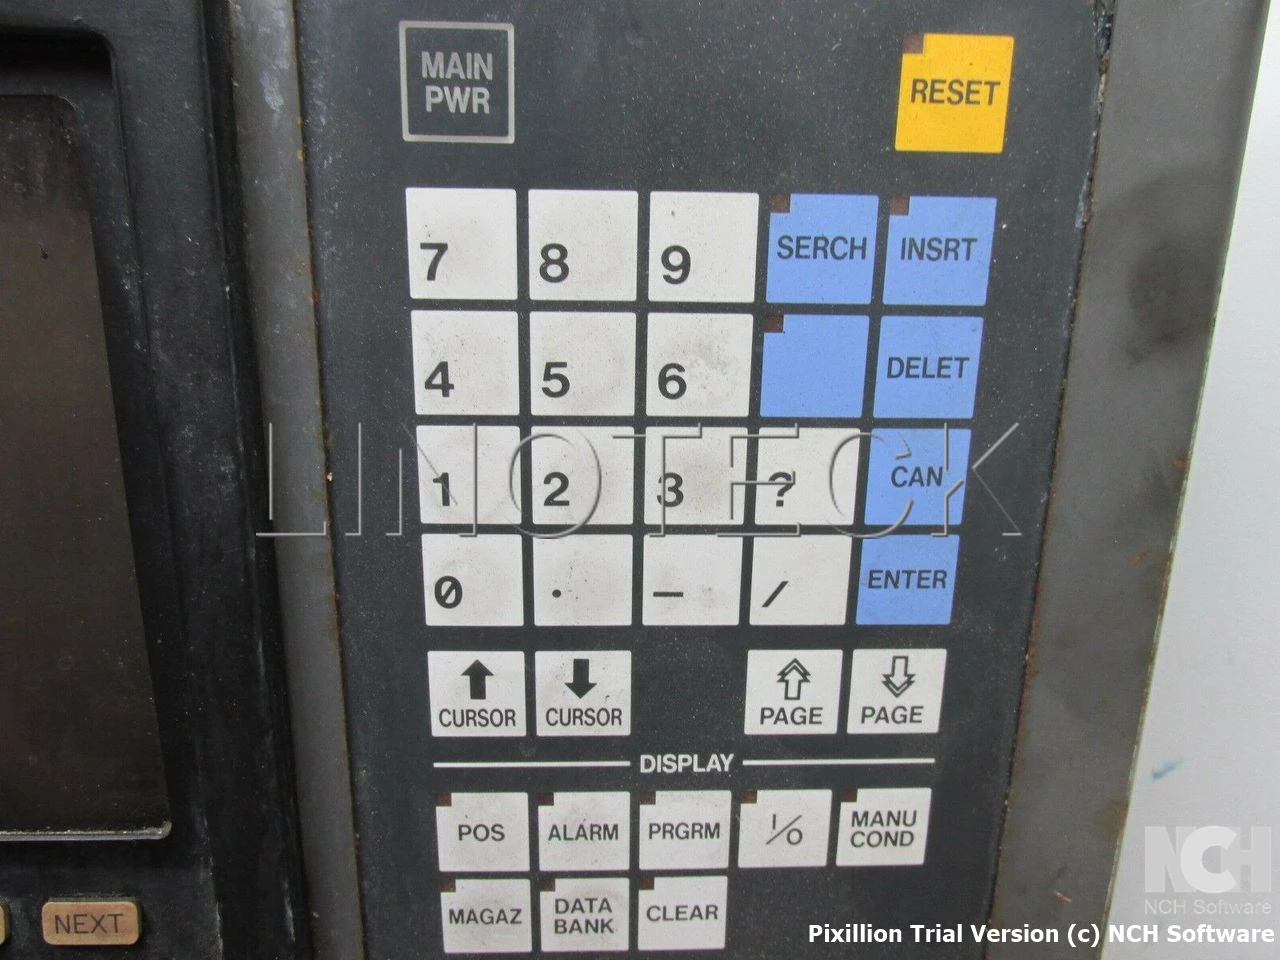 MAIN
PWR
RESET
7 8 9 SERCH INSRT
4 5 6 DELET
1 2 3 ? CAN
0 . – / ENTER
LINOTECK
CURSOR CURSOR PAGE PAGE
DISPLAY
POS ALARM PRGRM I/O MANU
COND
MAGAZ DATA
BANK CLEAR
NEXT
NCH
NCH Software
Pixillion Trial Version (c) NCH Software